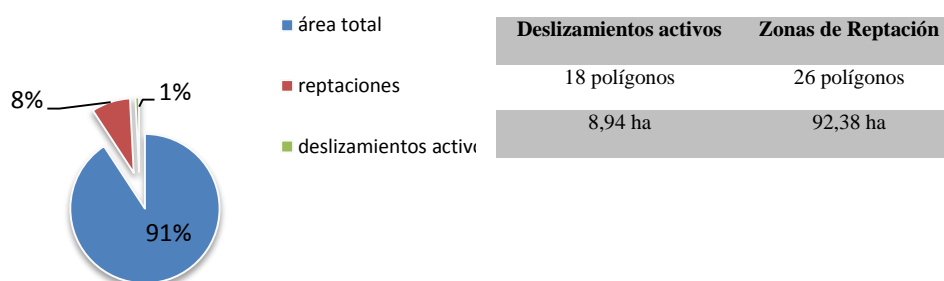 área total
reptaciones
deslizamientos activ
8%
1%
91%
Deslizamientos activos Zonas de Reptación
18 polígonos 26 polígonos
8,94 ha 92,38 ha